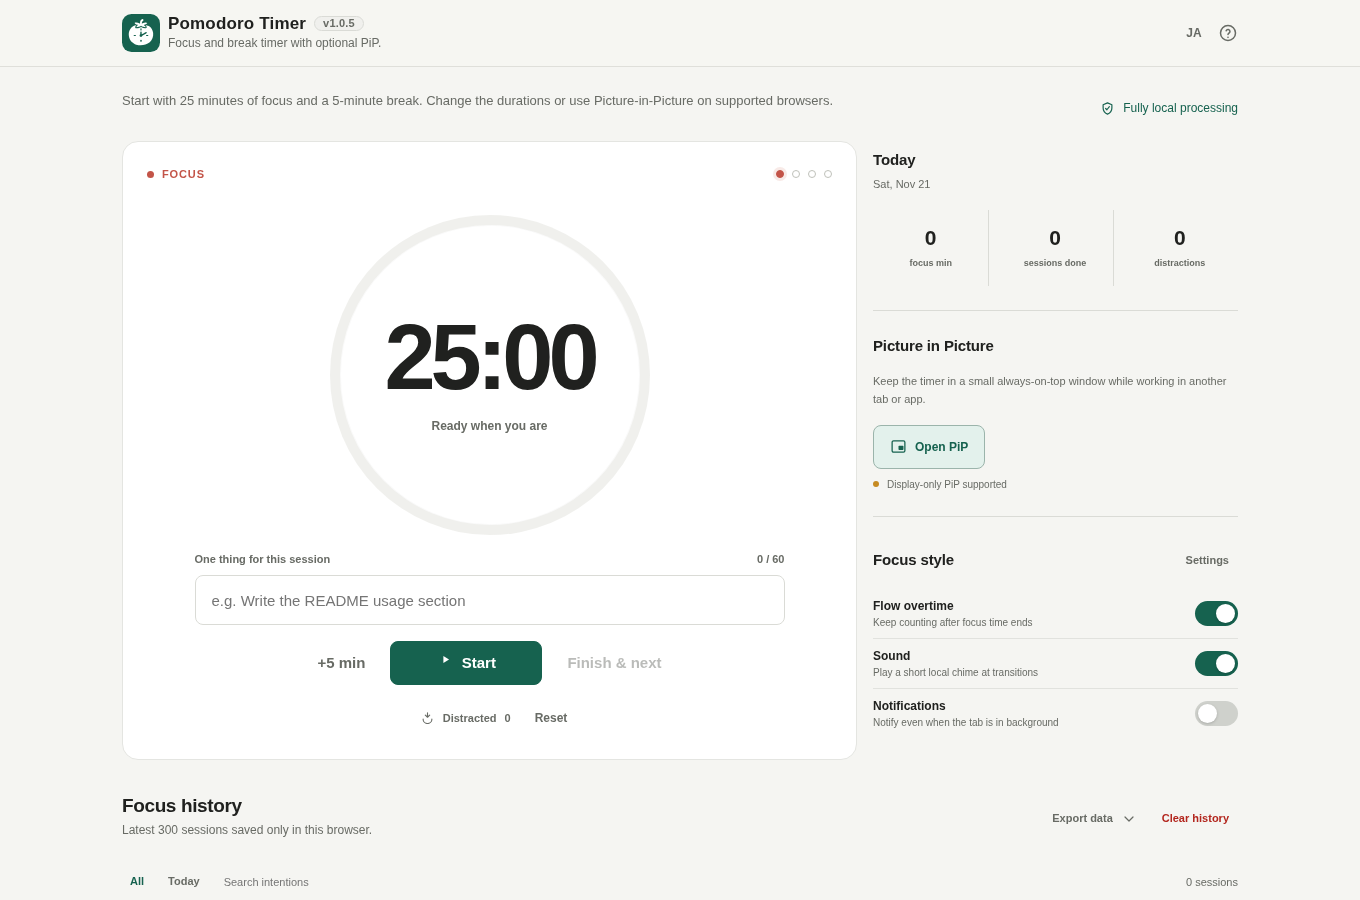 Pomodoro Timer v1.0.5
Focus and break timer with optional PiP.
JA
Start with 25 minutes of focus and a 5-minute break. Change the durations or use Picture-in-Picture on supported browsers.
Fully local processing
FOCUS
25:00
Ready when you are
One thing for this session
0 / 60
e.g. Write the README usage section
+5 min
Start
Finish & next
Distracted 0
Reset
Today
Sat, Nov 21
0
focus min
0
sessions done
0
distractions
Picture in Picture
Keep the timer in a small always-on-top window while working in another
tab or app.
Open PiP
Display-only PiP supported
Focus style
Settings
Flow overtime
Keep counting after focus time ends
Sound
Play a short local chime at transitions
Notifications
Notify even when the tab is in background
Focus history
Latest 300 sessions saved only in this browser.
Export data
Clear history
All
Today
Search intentions
0 sessions